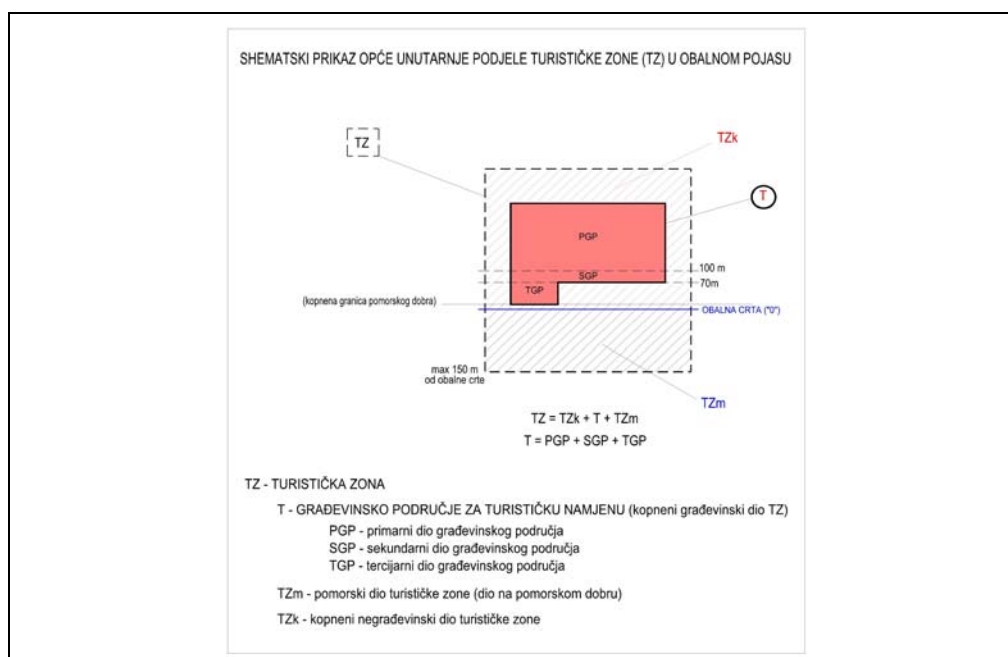 SHEMATSKI PRIKAZ OPĆE UNUTARNJE PODJELE TURISTIČKE ZONE (TZ) U OBALNOM POJASU
TZ
TZk
T
PGP
100 m
SGP
70m
TGP
(kopnena granica pomorskog dobra)
OBALNA CRTA ("0")
max 150 m
od obalne crte
TZm
TZ = TZk + T + TZm
T = PGP + SGP + TGP
TZ - TURISTIČKA ZONA
T - GRAĐEVINSKO PODRUČJE ZA TURISTIČKU NAMJENU (kopneni građevinski dio TZ)
PGP - primarni dio građevinskog područja
SGP - sekundarni dio građevinskog područja
TGP - tercijarni dio građevinskog područja
TZm - pomorski dio turističke zone (dio na pomorskom dobru)
TZk - kopneni negrađevinski dio turističke zone